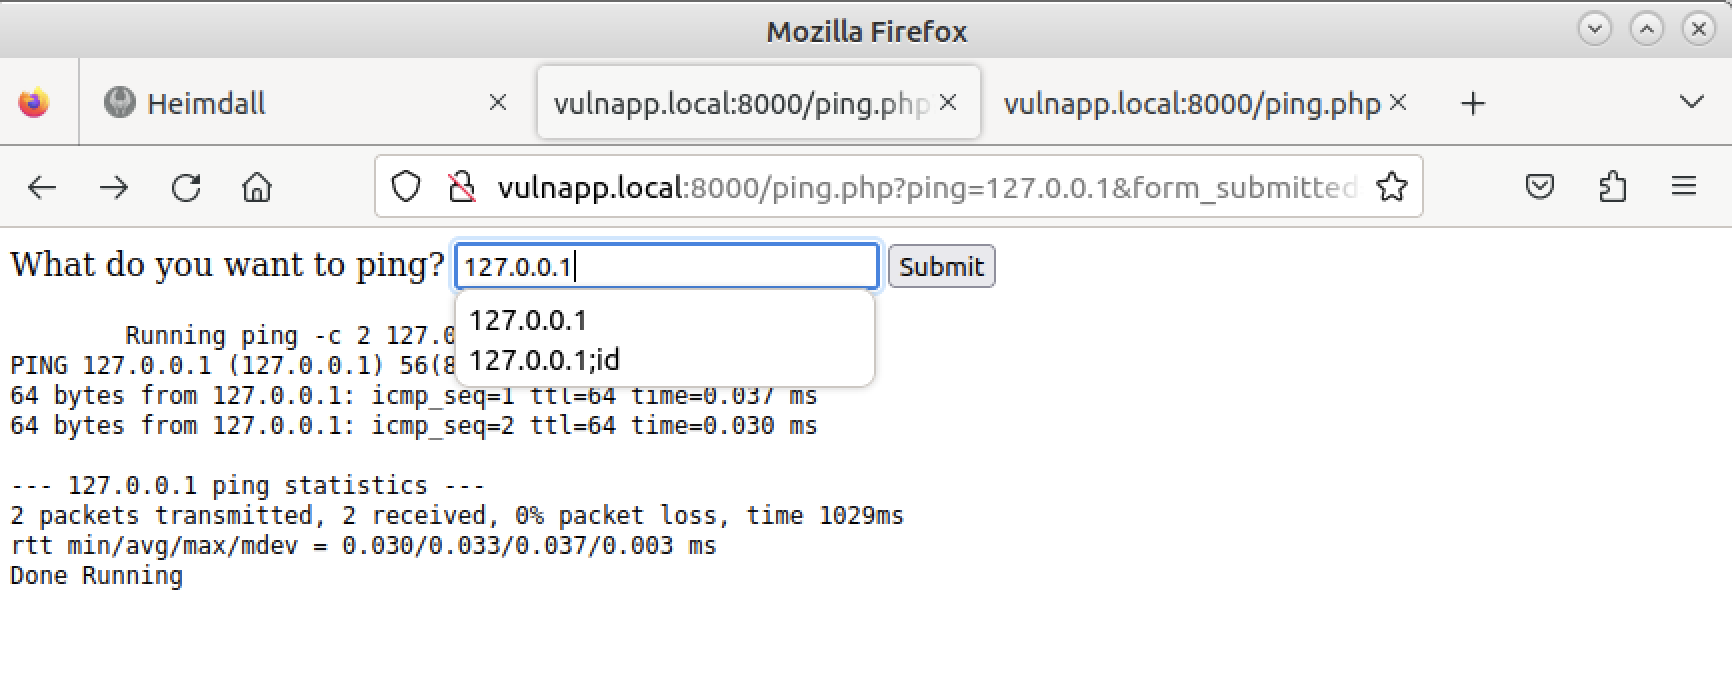 Mozilla Firefox
Heimdall
vulnapp.local:8000/ping.php
vulnapp.local:8000/ping.php
vulnapp.local:8000/ping.php?ping=127.0.0.1&form_submitted
What do you want to ping? 127.0.0.1 Submit
127.0.0.1
127.0.0.1;id
Running ping -c 2 127.0
PING 127.0.0.1 (127.0.0.1) 56(8
64 bytes from 127.0.0.1: icmp_seq=1 ttl=64 time=0.037 ms
64 bytes from 127.0.0.1: icmp_seq=2 ttl=64 time=0.030 ms
--- 127.0.0.1 ping statistics ---
2 packets transmitted, 2 received, 0% packet loss, time 1029ms
rtt min/avg/max/mdev = 0.030/0.033/0.037/0.003 ms
Done Running